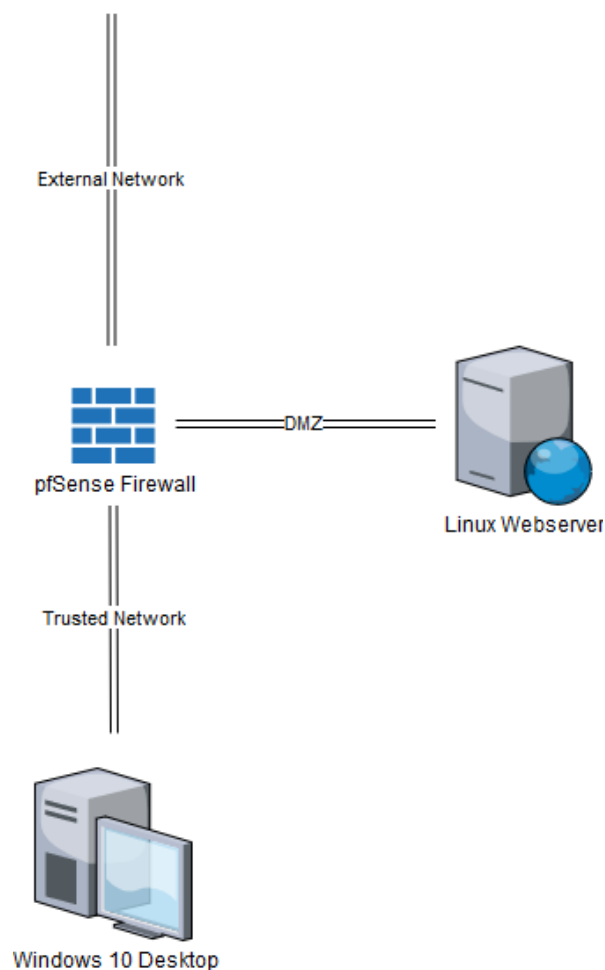 External Network
DMZ
pfSense Firewall
Linux Webserver
Trusted Network
Windows 10 Desktop